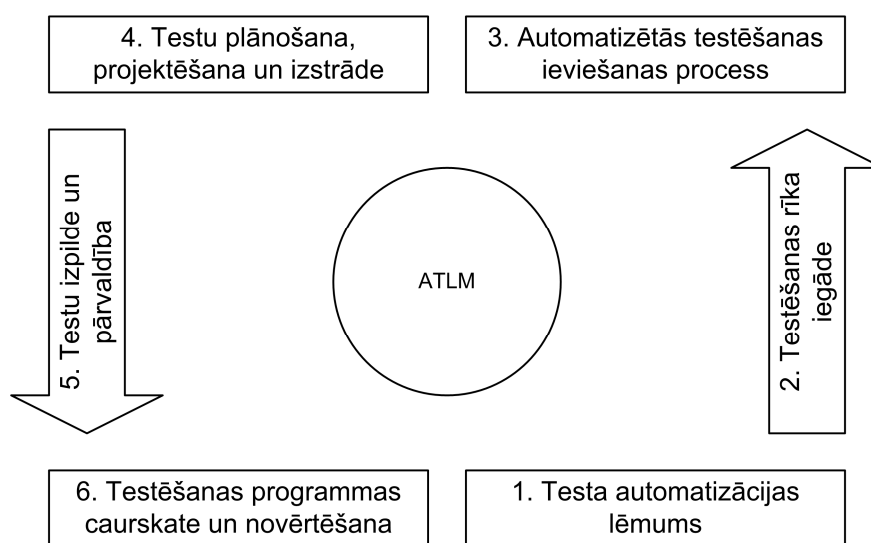 4. Testu plānošana,
projektēšana un izstrāde
3. Automatizētās testēšanas
ieviešanas process
5. Testu izpilde un
pārvaldība
ATLM
2. Testēšanas rīka
iegāde
6. Testēšanas programmas
caurskate un novērtēšana
1. Testa automatizācijas
lēmums